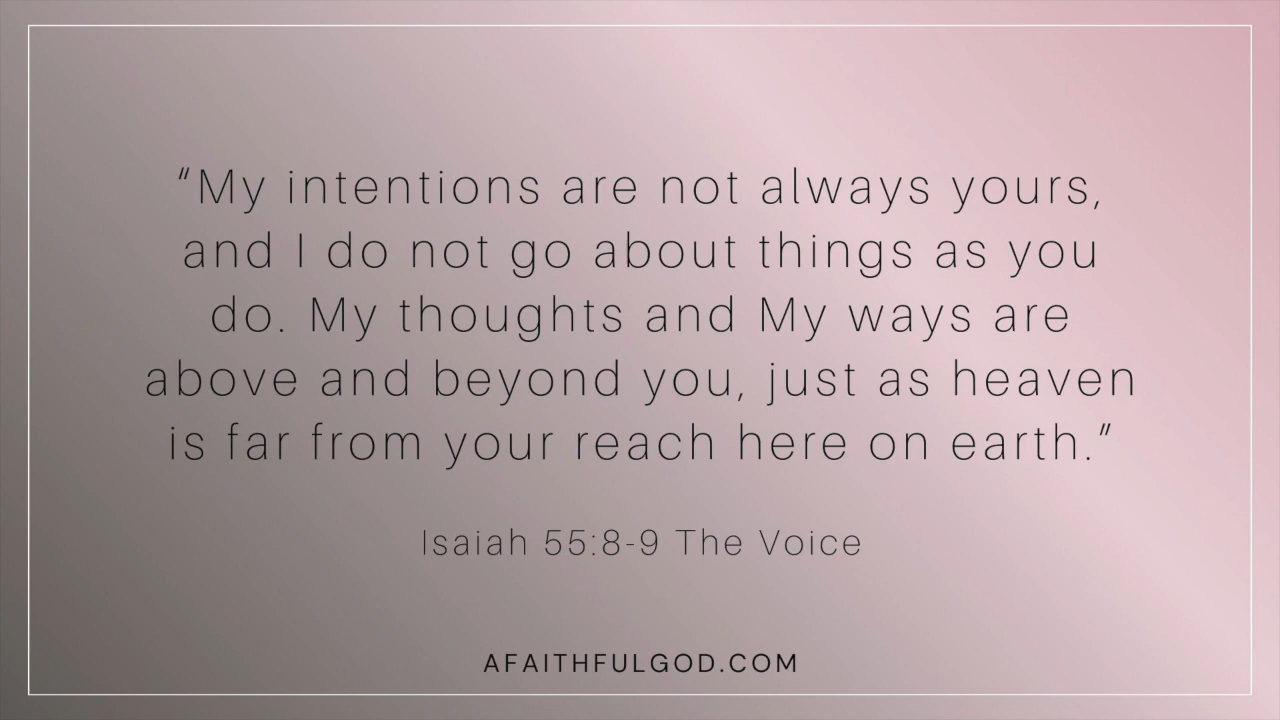 “My intentions are not always yours,
and I do not go about things as you
do. My thoughts and My ways are
above and beyond you, just as heaven
is far from your reach here on earth.”
Isaiah 55:8-9 The Voice
AFAITHFULGOD.COM